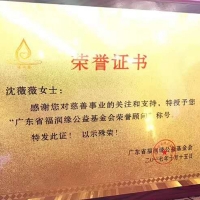 荣誉证书
沈薇薇女士：
感谢您对慈善事业的关注和支持，特授予您
“广东省福润缘公益基金会荣誉顾问”称号，
特发此证！以示殊荣！
广东省福润缘公益基金会